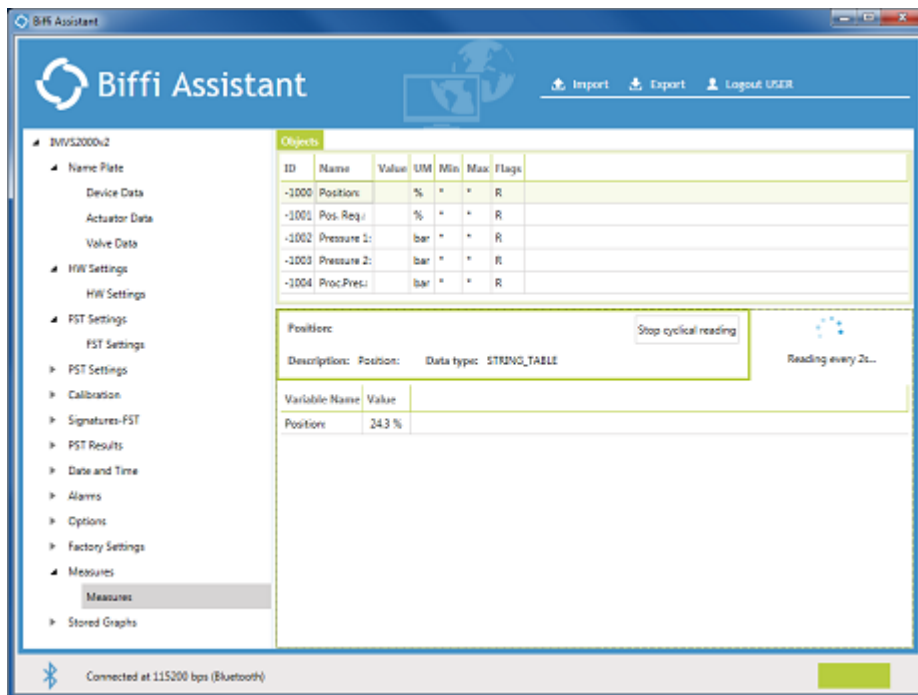 Biffi Assistant
Biffi Assistant
Import Export Logout USER
IMVS2000v2
Name Plate
Device Data
Actuator Data
Valve Data
HW Settings
HW Settings
FST Settings
FST Settings
PST Settings
Calibration
Signatures-FST
PST Results
Date and Time
Alarms
Options
Factory Settings
Measures
Measures
Stored Graphs
Objects
ID Name Value UM Min Max Flags
-1000 Position: % * * R
-1001 Pos. Req.: % * * R
-1002 Pressure 1: bar * * R
-1003 Pressure 2: bar * * R
-1004 Proc.Pres.: bar * * R
Position:
Stop cyclical reading
Description: Position: Data type: STRING_TABLE
Reading every 2s...
Variable Name Value
Position: 24.3 %
Connected at 115200 bps (Bluetooth)